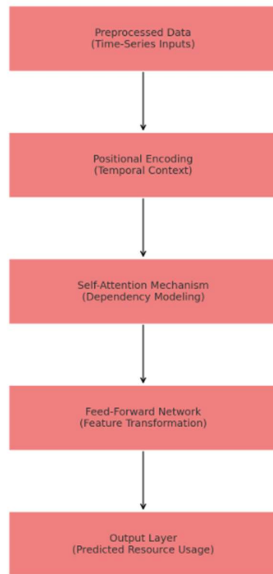 Preprocessed Data
(Time-Series Inputs)
Positional Encoding
(Temporal Context)
Self-Attention Mechanism
(Dependency Modeling)
Feed-Forward Network
(Feature Transformation)
Output Layer
(Predicted Resource Usage)